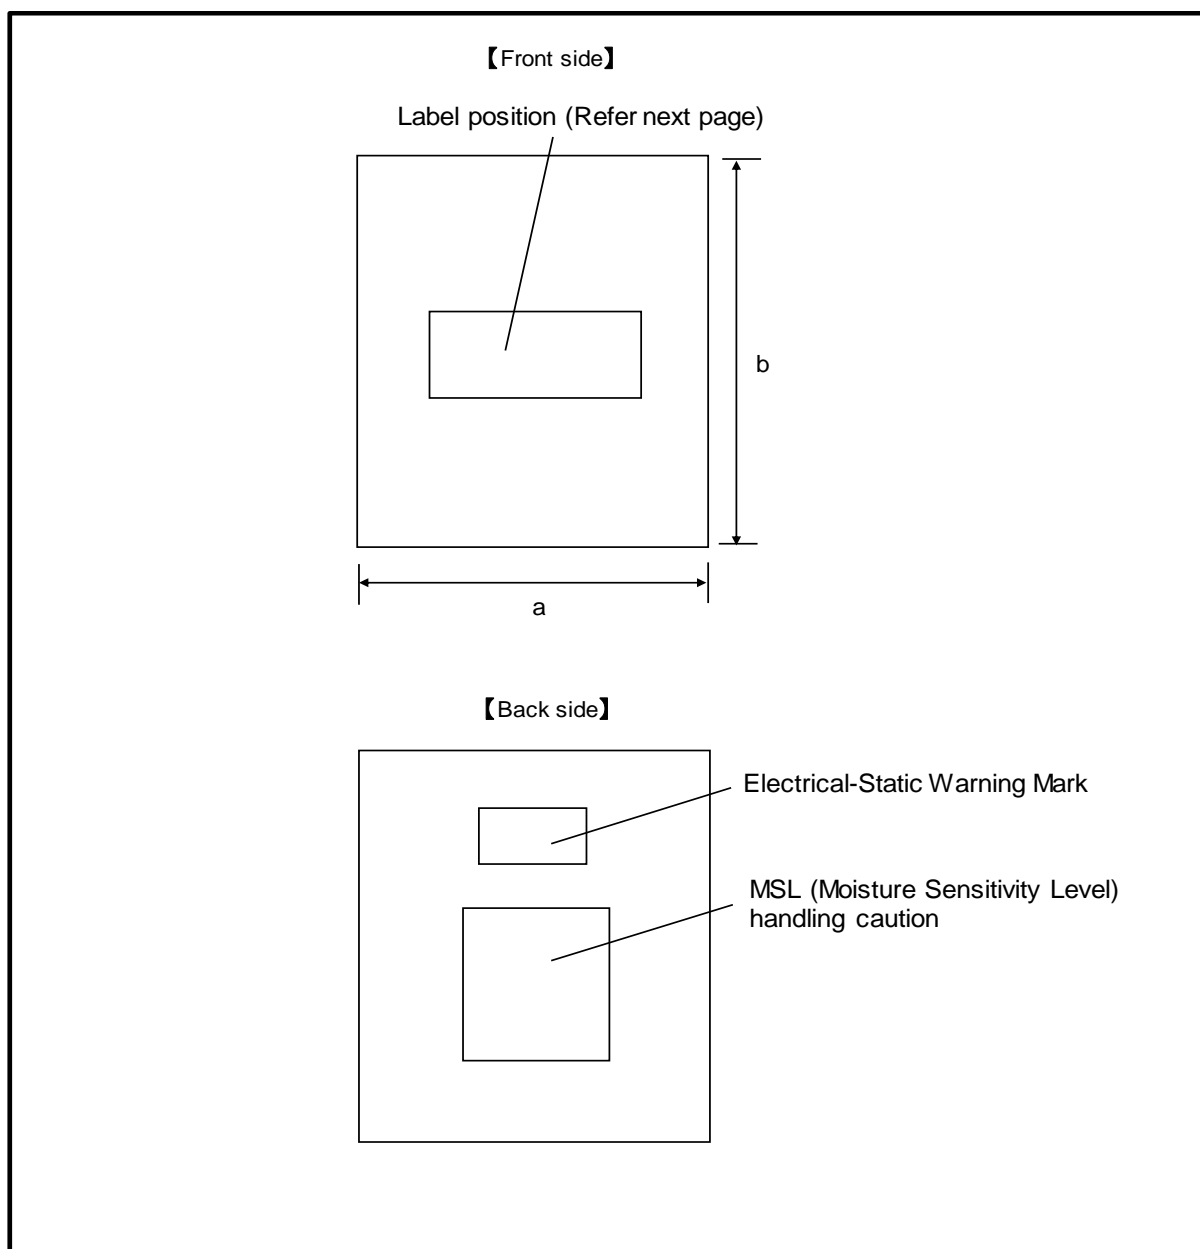 【Front side】
Label position (Refer next page)
b
a
【Back side】
Electrical-Static Warning Mark
MSL (Moisture Sensitivity Level)
handling caution